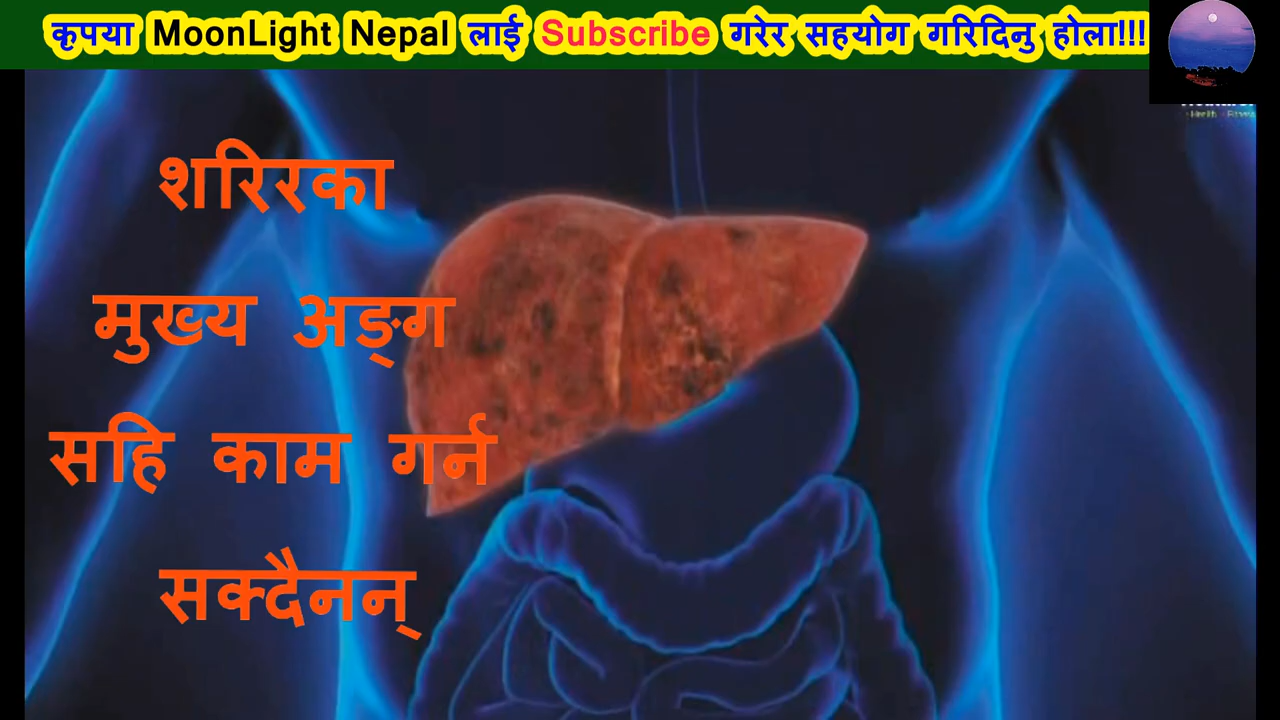 कृपया MoonLight Nepal लाई Subscribe गरेर सहयोग गरिदिनु होला!!!
शरिरका
मुख्य अङ्ग
सहि काम गर्न
सक्दैनन्